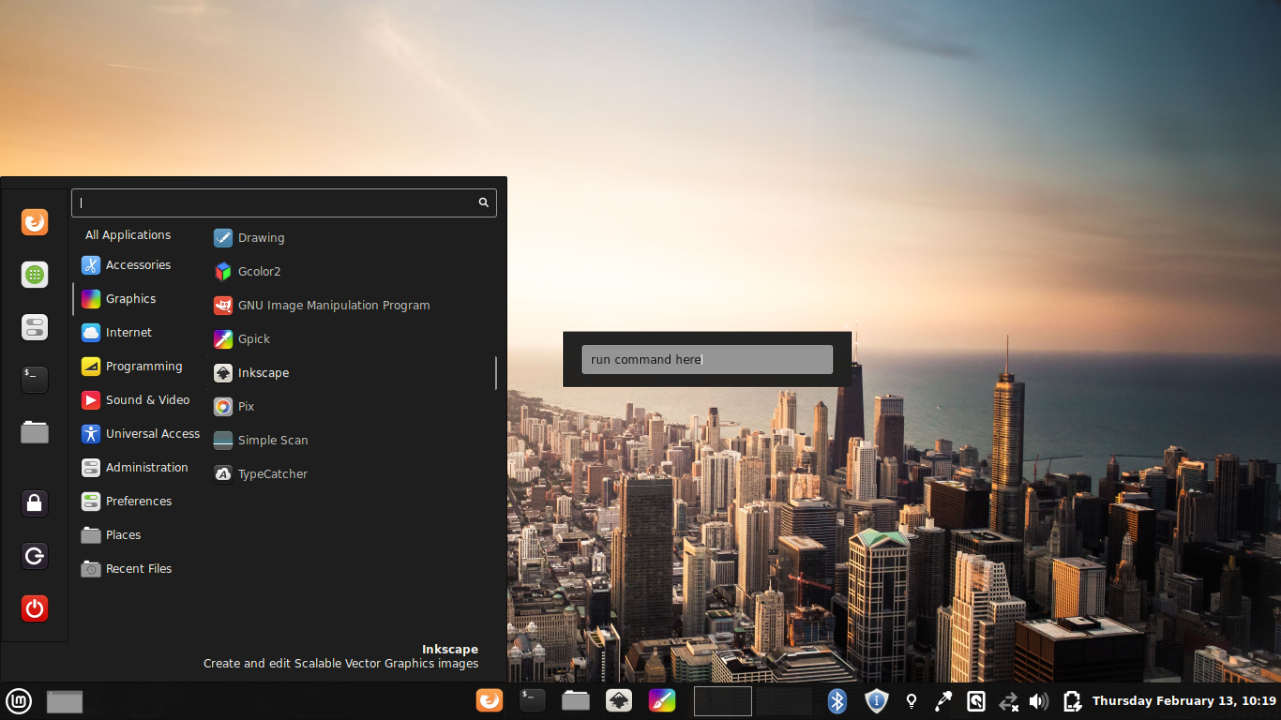 All Applications
Accessories
Graphics
Internet
Programming
Sound & Video
Universal Access
Administration
Preferences
Places
Recent Files
Drawing
Gcolor2
GNU Image Manipulation Program
Gpick
Inkscape
Pix
Simple Scan
TypeCatcher
Inkscape
Create and edit Scalable Vector Graphics images
run command here
Thursday February 13, 10:19